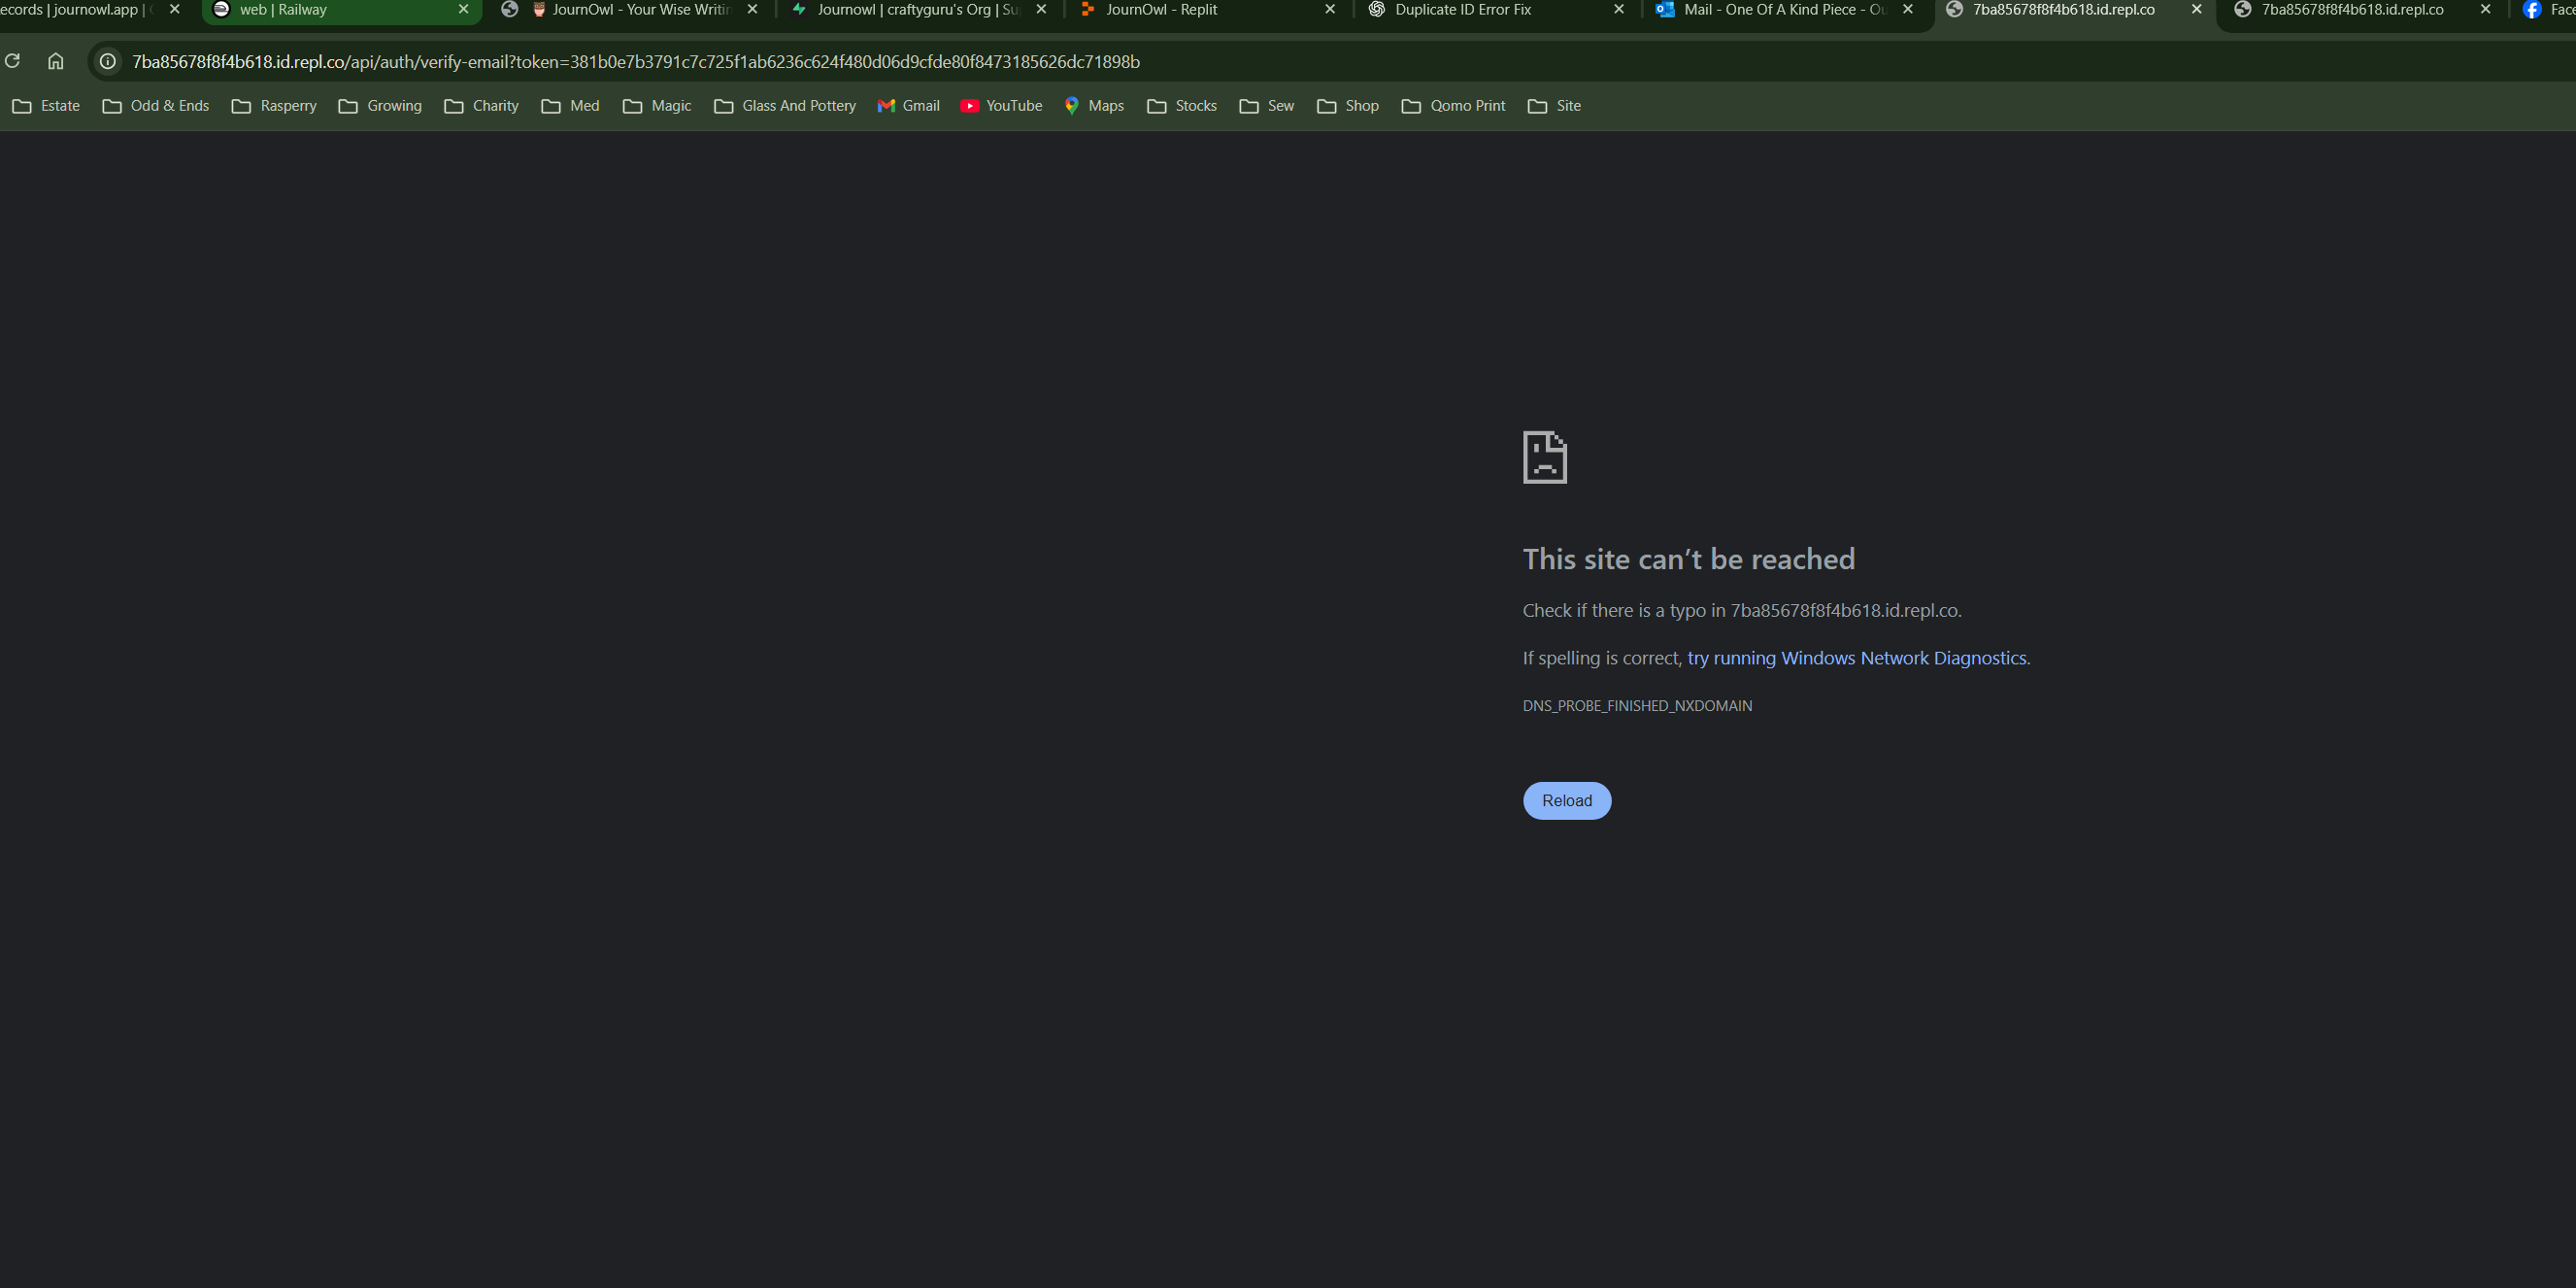 ecords | journowl.app |
web | Railway
JournOwl - Your Wise Writin
Journowl | craftyguru's Org | Su
JournOwl - Replit
Duplicate ID Error Fix
Mail - One Of A Kind Piece - Ou
7ba85678f8f4b618.id.repl.co
7ba85678f8f4b618.id.repl.co
Face
7ba85678f8f4b618.id.repl.co/api/auth/verify-email?token=381b0e7b3791c7c725f1ab6236c624f480d06d9cfde80f8473185626dc71898b
Estate
Odd & Ends
Rasperry
Growing
Charity
Med
Magic
Glass And Pottery
Gmail
YouTube
Maps
Stocks
Sew
Shop
Qomo Print
Site
This site can’t be reached
Check if there is a typo in 7ba85678f8f4b618.id.repl.co.
If spelling is correct, try running Windows Network Diagnostics.
DNS_PROBE_FINISHED_NXDOMAIN
Reload